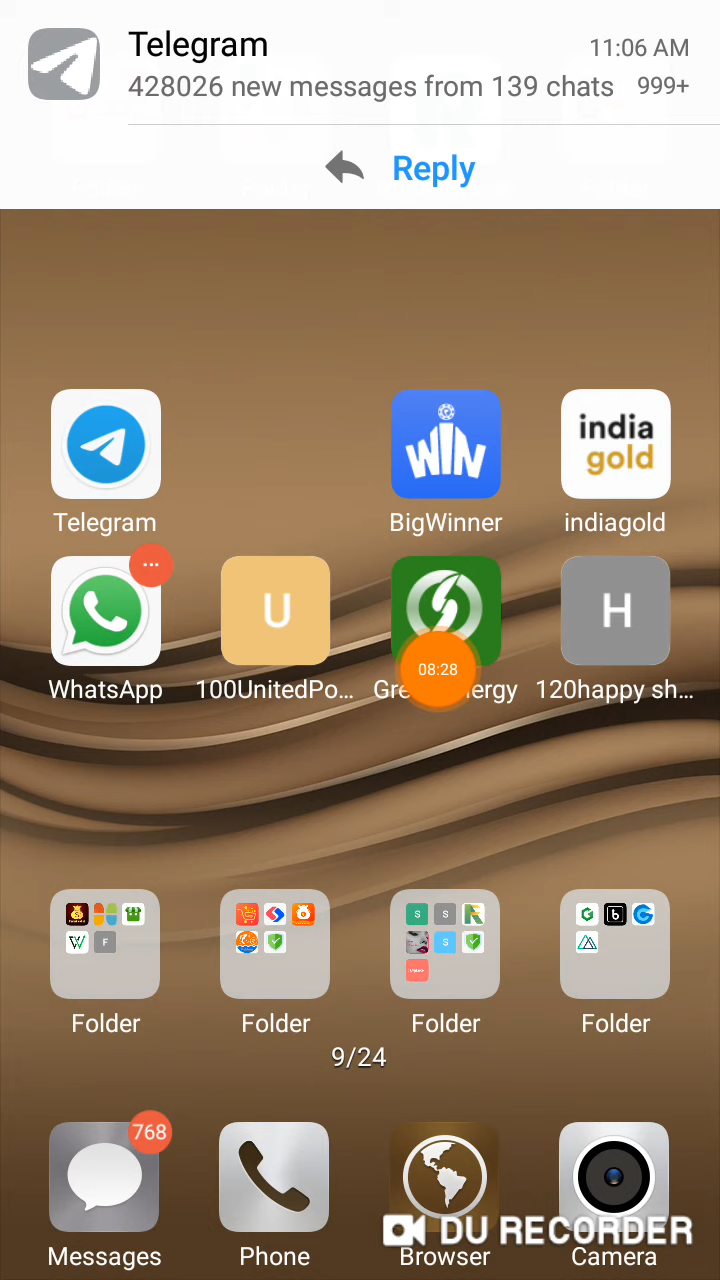 Telegram 11:06 AM
428026 new messages from 139 chats 999+
Reply
WIN
india
gold
Telegram
BigWinner
indiagold
...
U
H
08:28
WhatsApp
100UnitedPo...
120happy sh...
F
S
S
S
Folder
Folder
Folder
Folder
9/24
768
DU RECORDER
Messages
Phone
Browser
Camera